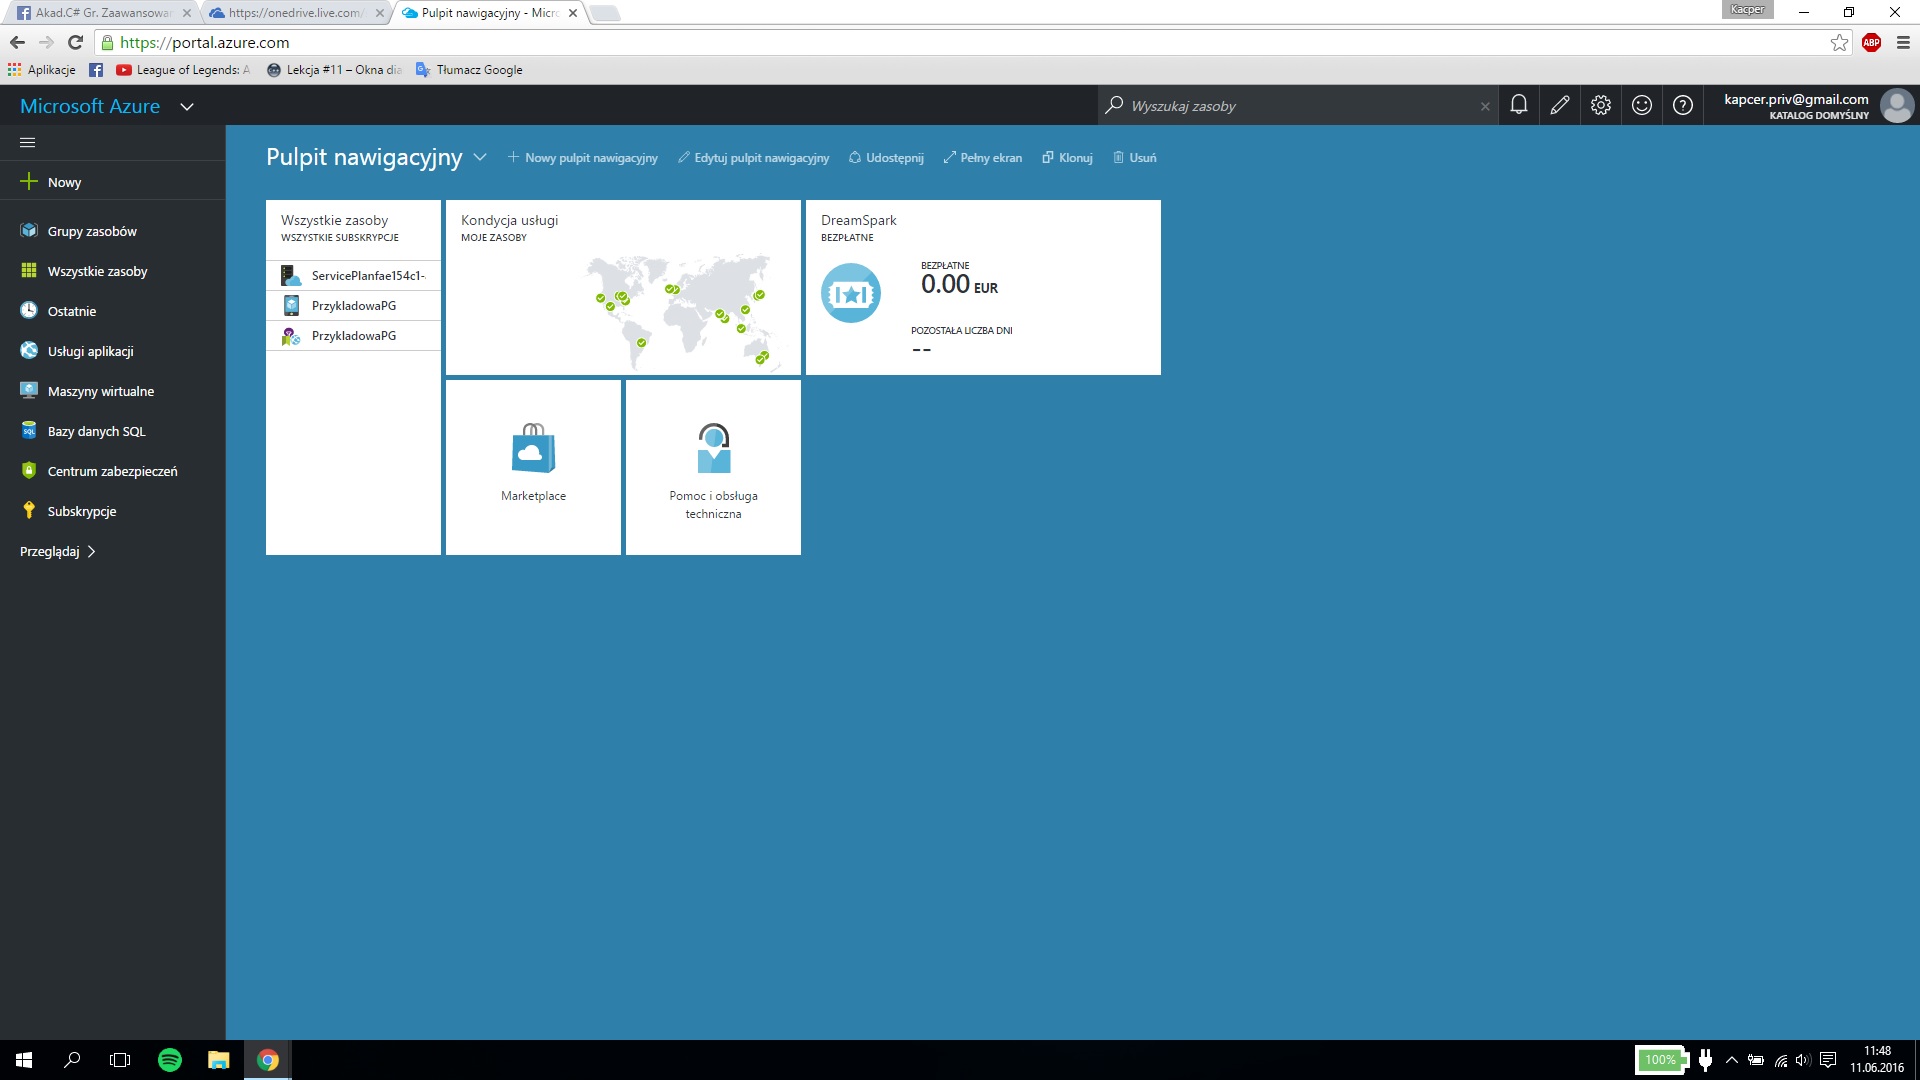 Akad.C# Gr. Zaawansowan
https://onedrive.live.com/
Pulpit nawigacyjny - Micro
Kacper
https://portal.azure.com
ABP
Aplikacje
League of Legends: A
Lekcja #11 – Okna dia
Tłumacz Google
Microsoft Azure
Wyszukaj zasoby
kapcer.priv@gmail.com
KATALOG DOMYŚLNY
Pulpit nawigacyjny
Nowy pulpit nawigacyjny
Edytuj pulpit nawigacyjny
Udostępnij
Pełny ekran
Klonuj
Usuń
Nowy
Grupy zasobów
Wszystkie zasoby
Ostatnie
Usługi aplikacji
Maszyny wirtualne
SQL
Bazy danych SQL
Centrum zabezpieczeń
Subskrypcje
Przeglądaj
Wszystkie zasoby
WSZYSTKIE SUBSKRYPCJE
ServicePlanfae154c1-
PrzykladowaPG
PrzykladowaPG
Kondycja usługi
MOJE ZASOBY
DreamSpark
BEZPŁATNE
BEZPŁATNE
0.00 EUR
POZOSTAŁA LICZBA DNI
--
Marketplace
Pomoc i obsługa
techniczna
100%
11:48
11.06.2016